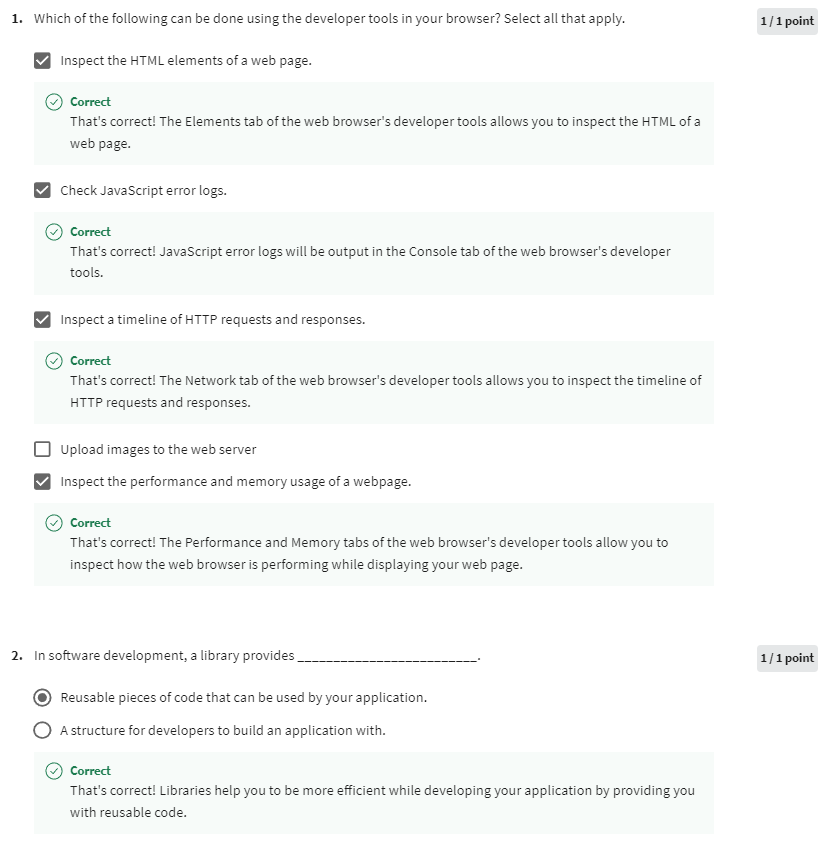 1. Which of the following can be done using the developer tools in your browser? Select all that apply.
1 / 1 point
Inspect the HTML elements of a web page.
Correct
That's correct! The Elements tab of the web browser's developer tools allows you to inspect the HTML of a
web page.
Check JavaScript error logs.
Correct
That's correct! JavaScript error logs will be output in the Console tab of the web browser's developer
tools.
Inspect a timeline of HTTP requests and responses.
Correct
That's correct! The Network tab of the web browser's developer tools allows you to inspect the timeline of
HTTP requests and responses.
Upload images to the web server
Inspect the performance and memory usage of a webpage.
Correct
That's correct! The Performance and Memory tabs of the web browser's developer tools allow you to
inspect how the web browser is performing while displaying your web page.
2. In software development, a library provides _________________________.
1 / 1 point
Reusable pieces of code that can be used by your application.
A structure for developers to build an application with.
Correct
That's correct! Libraries help you to be more efficient while developing your application by providing you
with reusable code.